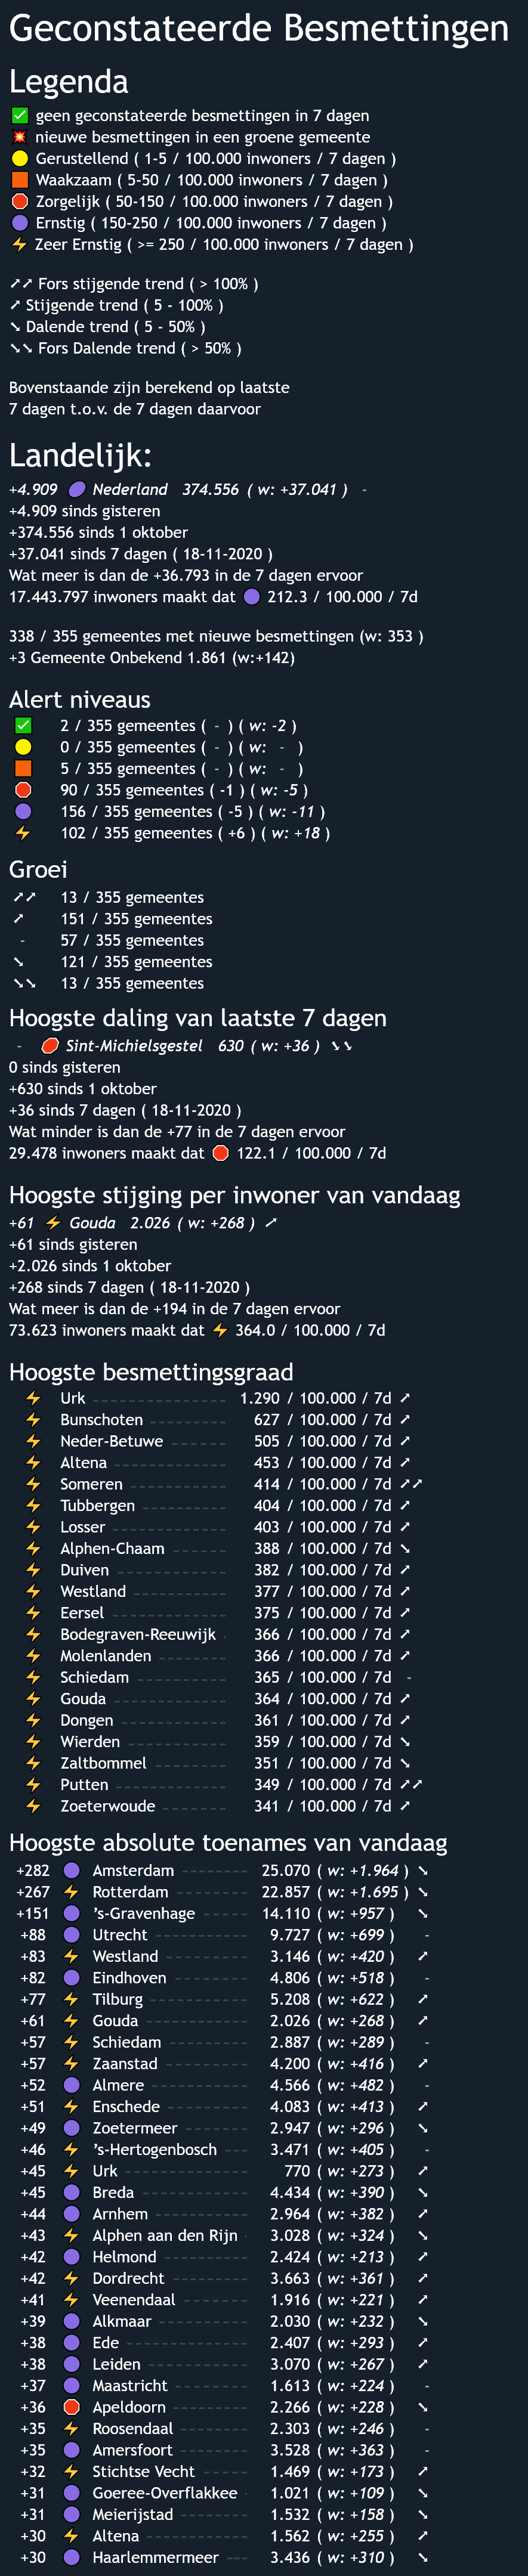 Geconstateerde Besmettingen
Legenda
geen geconstateerde besmettingen in 7 dagen
nieuwe besmettingen in een groene gemeente
Gerustellend ( 1-5 / 100.000 inwoners / 7 dagen )
Waakzaam ( 5-50 / 100.000 inwoners / 7 dagen )
Zorgelijk ( 50-150 / 100.000 inwoners / 7 dagen )
Ernstig ( 150-250 / 100.000 inwoners / 7 dagen )
Zeer Ernstig ( >= 250 / 100.000 inwoners / 7 dagen )
➚➚ Fors stijgende trend ( > 100% )
➚ Stijgende trend ( 5 - 100% )
➘ Dalende trend ( 5 - 50% )
➘➘ Fors Dalende trend ( > 50% )
Bovenstaande zijn berekend op laatste
7 dagen t.o.v. de 7 dagen daarvoor
Landelijk:
+4.909 Nederland 374.556 ( w: +37.041 ) -
+4.909 sinds gisteren
+374.556 sinds 1 oktober
+37.041 sinds 7 dagen ( 18-11-2020 )
Wat meer is dan de +36.793 in de 7 dagen ervoor
17.443.797 inwoners maakt dat 212.3 / 100.000 / 7d
338 / 355 gemeentes met nieuwe besmettingen (w: 353 )
+3 Gemeente Onbekend 1.861 (w:+142)
Alert niveaus
2 / 355 gemeentes ( - ) ( w: -2 )
0 / 355 gemeentes ( - ) ( w: - )
5 / 355 gemeentes ( - ) ( w: - )
90 / 355 gemeentes ( -1 ) ( w: -5 )
156 / 355 gemeentes ( -5 ) ( w: -11 )
102 / 355 gemeentes ( +6 ) ( w: +18 )
Groei
➚➚ 13 / 355 gemeentes
➚ 151 / 355 gemeentes
- 57 / 355 gemeentes
➘ 121 / 355 gemeentes
➘➘ 13 / 355 gemeentes
Hoogste daling van laatste 7 dagen
- Sint-Michielsgestel 630 ( w: +36 ) ➘➘
0 sinds gisteren
+630 sinds 1 oktober
+36 sinds 7 dagen ( 18-11-2020 )
Wat minder is dan de +77 in de 7 dagen ervoor
29.478 inwoners maakt dat 122.1 / 100.000 / 7d
Hoogste stijging per inwoner van vandaag
+61 Gouda 2.026 ( w: +268 ) ➚
+61 sinds gisteren
+2.026 sinds 1 oktober
+268 sinds 7 dagen ( 18-11-2020 )
Wat meer is dan de +194 in de 7 dagen ervoor
73.623 inwoners maakt dat 364.0 / 100.000 / 7d
Hoogste besmettingsgraad
Urk 1.290 / 100.000 / 7d ➚
Bunschoten 627 / 100.000 / 7d ➚
Neder-Betuwe 505 / 100.000 / 7d ➚
Altena 453 / 100.000 / 7d ➚
Someren 414 / 100.000 / 7d ➚➚
Tubbergen 404 / 100.000 / 7d ➚
Losser 403 / 100.000 / 7d ➚
Alphen-Chaam 388 / 100.000 / 7d ➘
Duiven 382 / 100.000 / 7d ➚
Westland 377 / 100.000 / 7d ➚
Eersel 375 / 100.000 / 7d ➚
Bodegraven-Reeuwijk 366 / 100.000 / 7d ➚
Molenlanden 366 / 100.000 / 7d ➚
Schiedam 365 / 100.000 / 7d -
Gouda 364 / 100.000 / 7d ➚
Dongen 361 / 100.000 / 7d ➚
Wierden 359 / 100.000 / 7d ➘
Zaltbommel 351 / 100.000 / 7d ➘
Putten 349 / 100.000 / 7d ➚➚
Zoeterwoude 341 / 100.000 / 7d ➚
Hoogste absolute toenames van vandaag
+282 Amsterdam 25.070 ( w: +1.964 ) ➘
+267 Rotterdam 22.857 ( w: +1.695 ) ➘
+151 's-Gravenhage 14.110 ( w: +957 ) ➘
+88 Utrecht 9.727 ( w: +699 ) -
+83 Westland 3.146 ( w: +420 ) ➚
+82 Eindhoven 4.806 ( w: +518 ) -
+77 Tilburg 5.208 ( w: +622 ) ➚
+61 Gouda 2.026 ( w: +268 ) ➚
+57 Schiedam 2.887 ( w: +289 ) -
+57 Zaanstad 4.200 ( w: +416 ) ➚
+52 Almere 4.566 ( w: +482 ) -
+51 Enschede 4.083 ( w: +413 ) ➚
+49 Zoetermeer 2.947 ( w: +296 ) ➘
+46 's-Hertogenbosch 3.471 ( w: +405 ) -
+45 Urk 770 ( w: +273 ) ➚
+45 Breda 4.434 ( w: +390 ) ➘
+44 Arnhem 2.964 ( w: +382 ) ➚
+43 Alphen aan den Rijn 3.028 ( w: +324 ) ➘
+42 Helmond 2.424 ( w: +213 ) ➚
+42 Dordrecht 3.663 ( w: +361 ) ➚
+41 Veenendaal 1.916 ( w: +221 ) ➚
+39 Alkmaar 2.030 ( w: +232 ) ➘
+38 Ede 2.407 ( w: +293 ) ➚
+38 Leiden 3.070 ( w: +267 ) ➚
+37 Maastricht 1.613 ( w: +224 ) -
+36 Apeldoorn 2.266 ( w: +228 ) ➘
+35 Roosendaal 2.303 ( w: +246 ) -
+35 Amersfoort 3.528 ( w: +363 ) -
+32 Stichtse Vecht 1.469 ( w: +173 ) ➚
+31 Goeree-Overflakkee 1.021 ( w: +109 ) ➘
+31 Meierijstad 1.532 ( w: +158 ) ➘
+30 Altena 1.562 ( w: +255 ) ➚
+30 Haarlemmermeer 3.436 ( w: +310 ) ➘